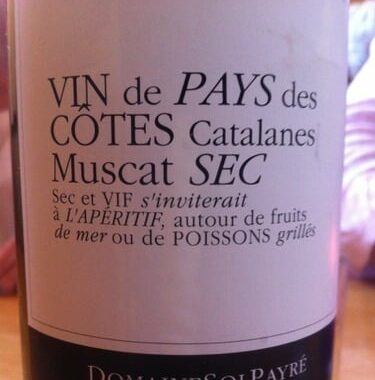 VIN de PAYS des
CÔTES Catalanes
Muscat SEC
Sec et VIF s'inviterait
à L'APÉRITIF, autour de fruits
de mer ou de POISSONS grillés
DOMAINE SOL PAYRÉ